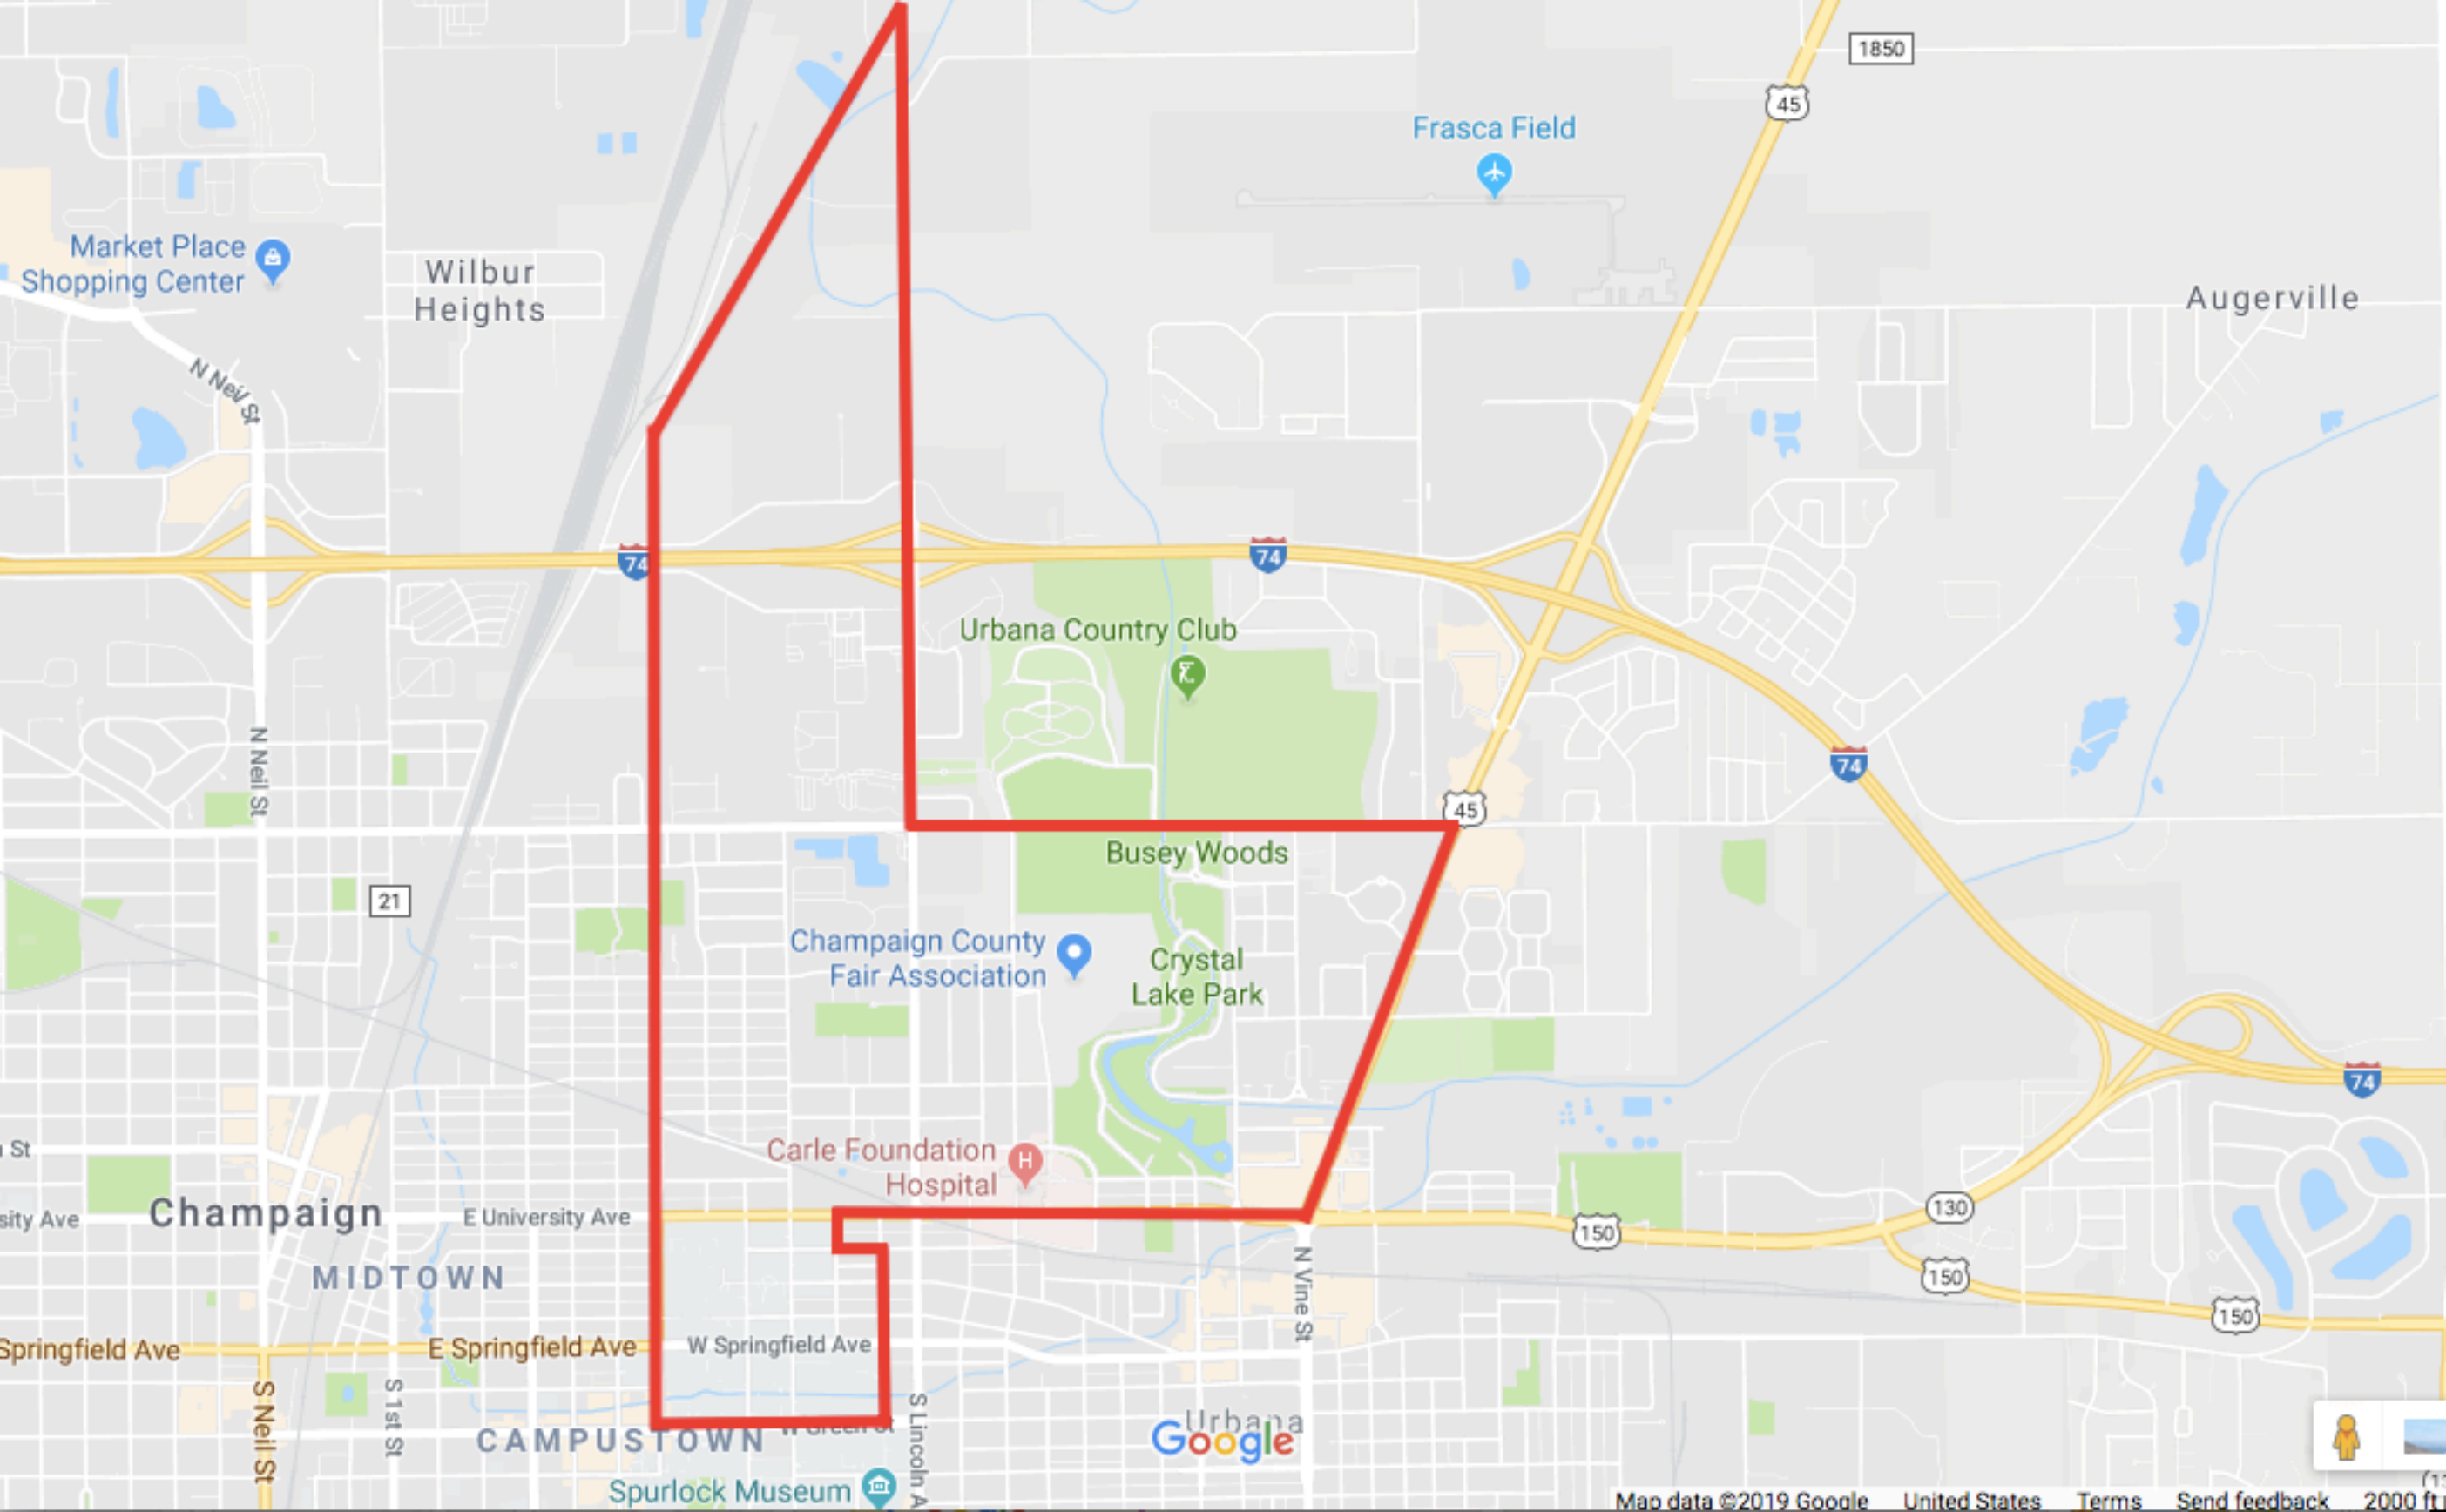 1850
45
Frasca Field
Market Place
Shopping Center
Wilbur
Heights
Augerville
N Neil St
74
74
Urbana Country Club
N Neil St
74
45
Busey Woods
21
Champaign County
Fair Association
Crystal
Lake Park
74
St
Carle Foundation
Hospital
Champaign
sity Ave
E University Ave
130
150
MIDTOWN
N Vine St
150
150
Springfield Ave
E Springfield Ave
W Springfield Ave
S Neil St
S 1st St
S Lincoln A
W Green St
Urbana
CAMPUSTOWN
Google
Spurlock Museum
Map data ©2019 Google United States Terms Send feedback 2000 ft